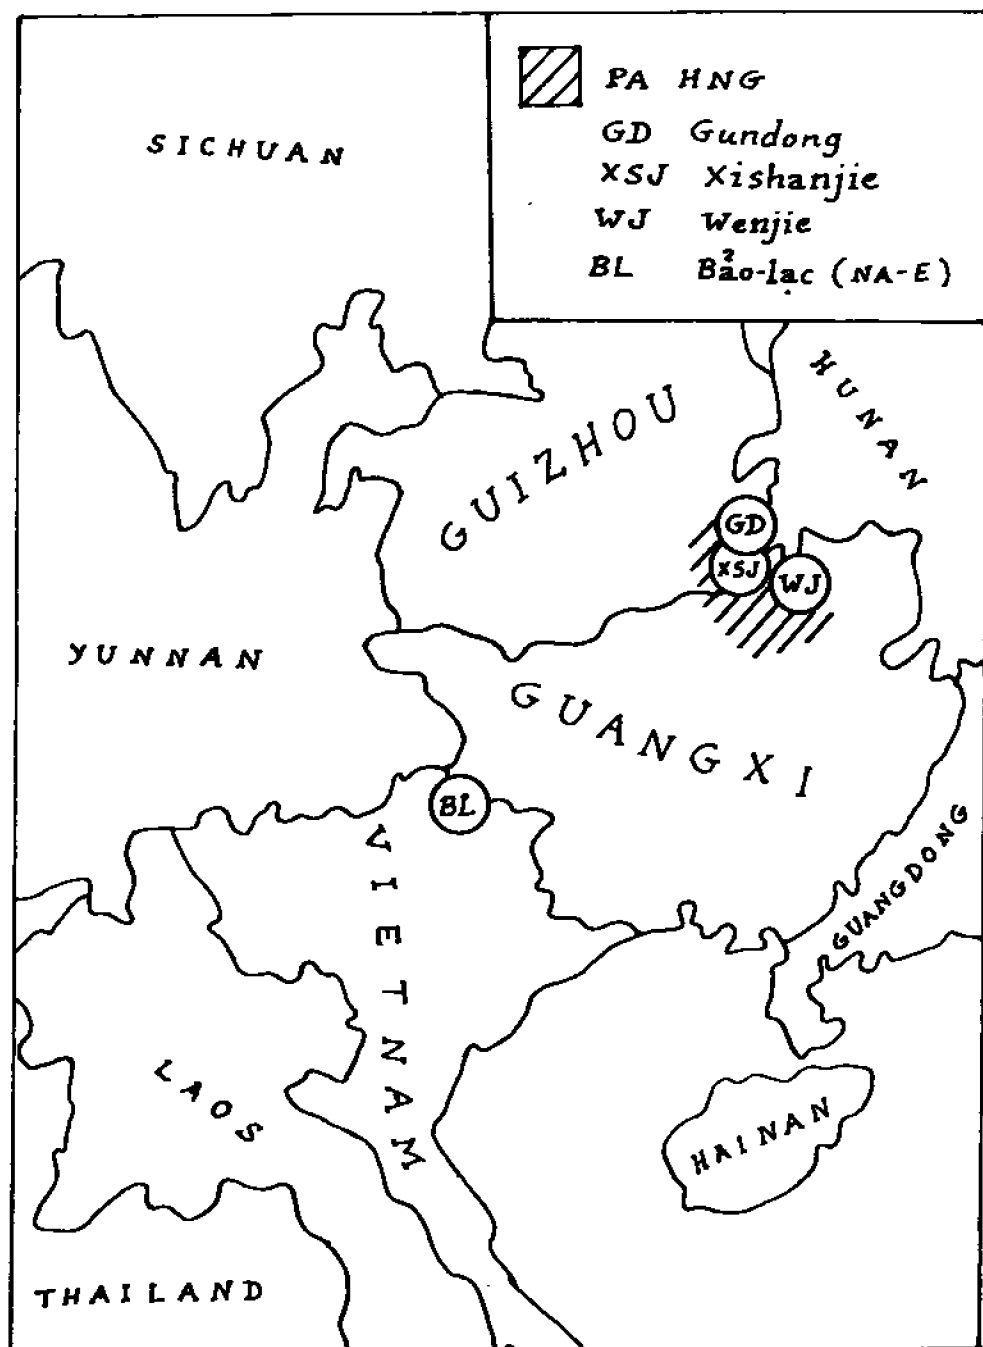 PA HNG
GD Gundong
XSJ Xishanjie
WJ Wenjie
BL Bảo-lạc (NA-E)
SICHUAN
HUNAN
GUIZHOU
GD
XSJ
WJ
YUNNAN
GUANGXI
BL
VIETNAM
GUANGDONG
LAOS
HAINAN
THAILAND